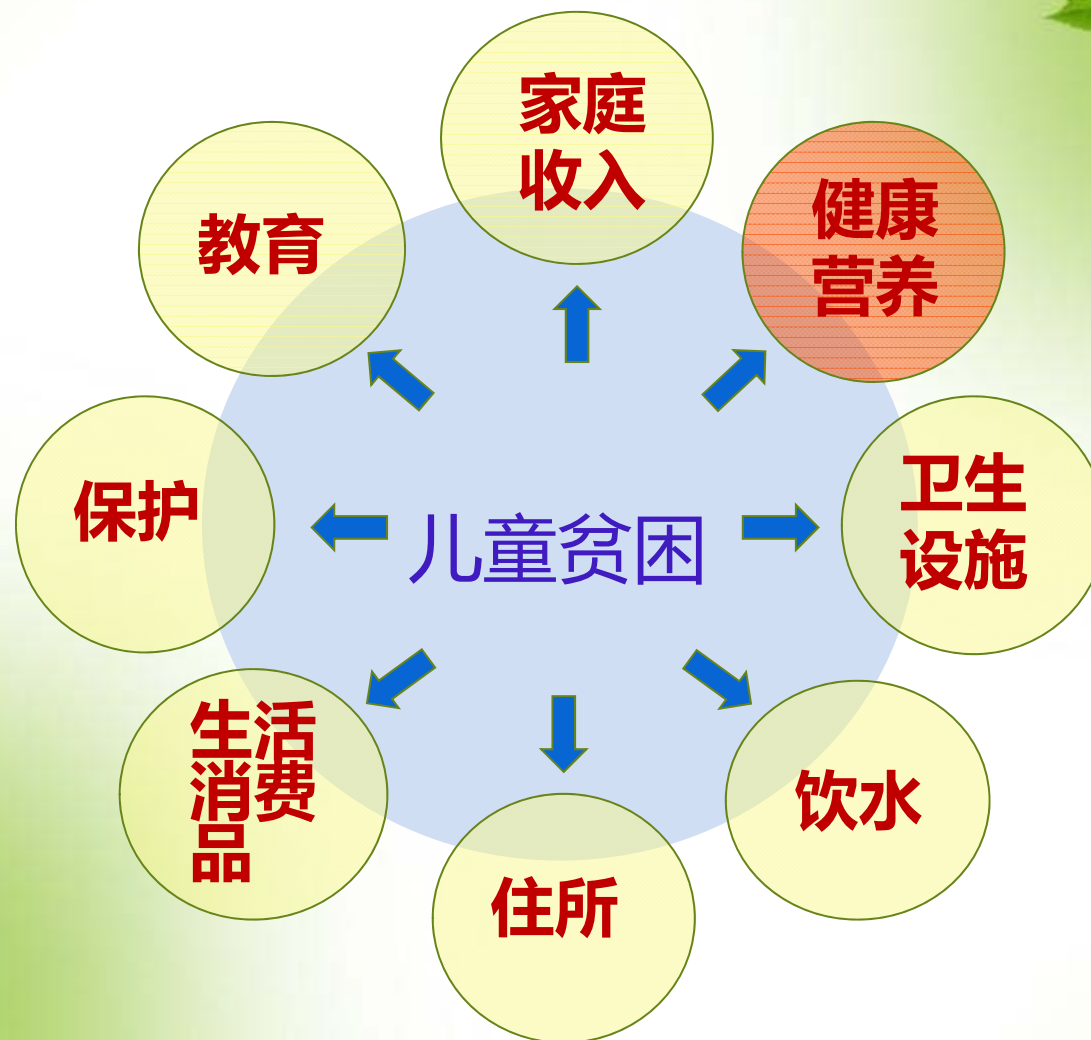 家庭
收入
健康
营养
卫生
设施
饮水
住所
生活
消费
品
保护
教育
儿童贫困